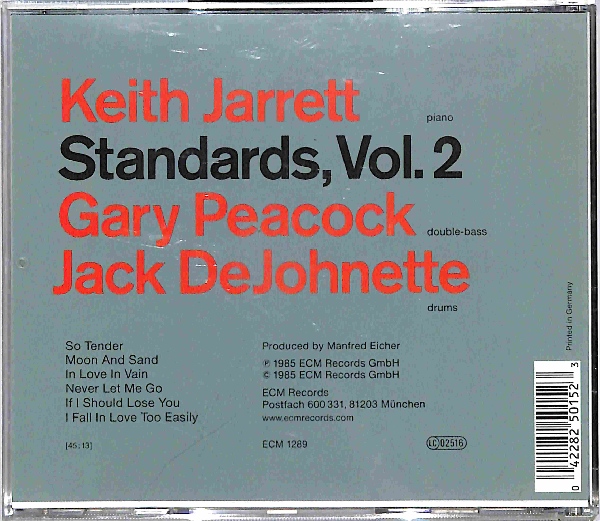 Keith Jarrett
piano
Standards, Vol. 2
Gary Peacock
double-bass
Jack DeJohnette
drums
So Tender
Moon And Sand
In Love In Vain
Never Let Me Go
If I Should Lose You
I Fall In Love Too Easily
[45:13]
Produced by Manfred Eicher
℗ 1985 ECM Records GmbH
© 1985 ECM Records GmbH
ECM Records
Postfach 600 331, 81203 München
www.ecmrecords.com
ECM 1289
LC 02516
Printed in Germany
0 42282 50152 3